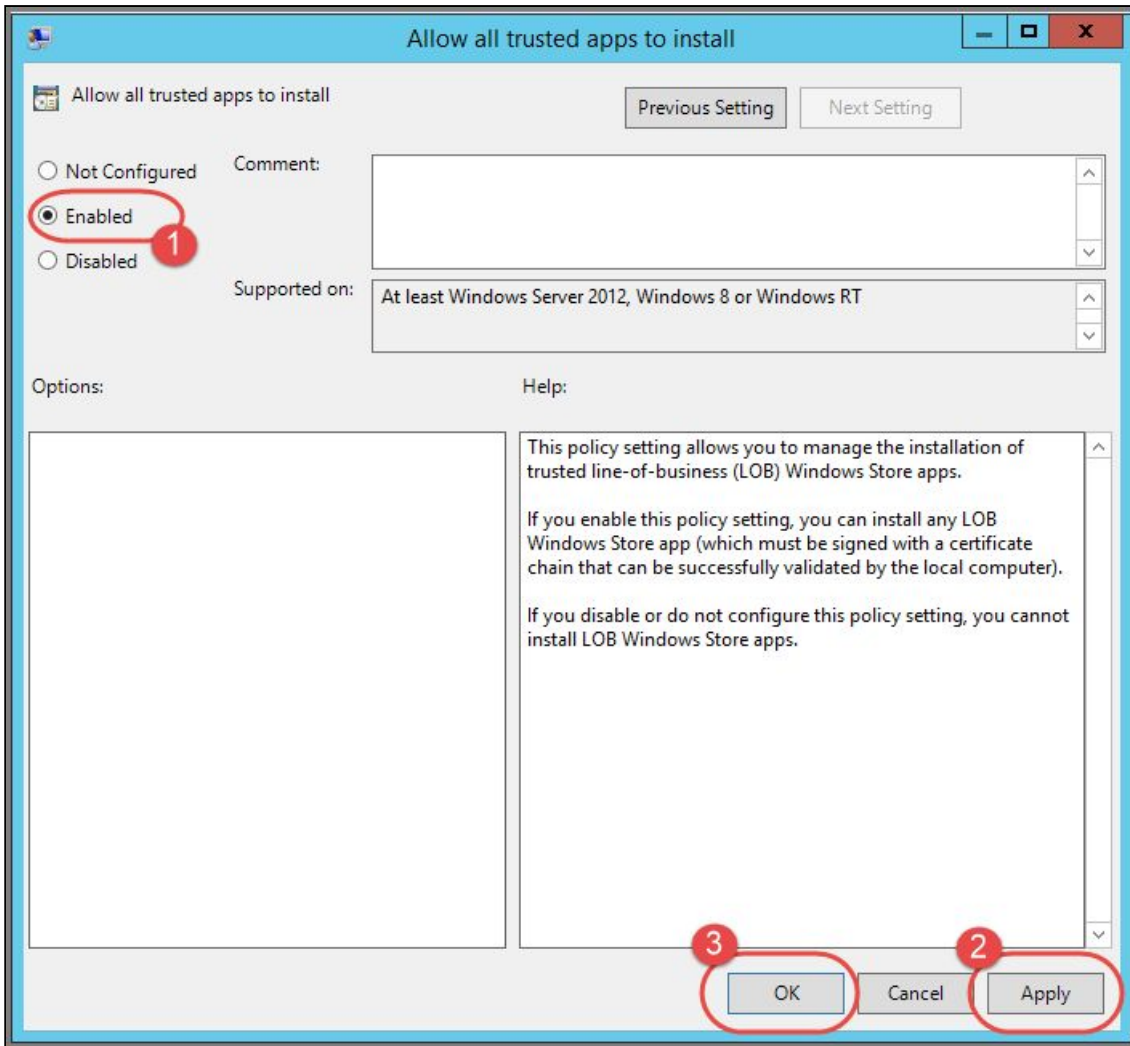 Allow all trusted apps to install
Allow all trusted apps to install
Previous Setting
Next Setting
Not Configured
Comment:
Enabled
1
Disabled
Supported on:
At least Windows Server 2012, Windows 8 or Windows RT
Options:
Help:
This policy setting allows you to manage the installation of
trusted line-of-business (LOB) Windows Store apps.
If you enable this policy setting, you can install any LOB
Windows Store app (which must be signed with a certificate
chain that can be successfully validated by the local computer).
If you disable or do not configure this policy setting, you cannot
install LOB Windows Store apps.
3
2
OK
Cancel
Apply